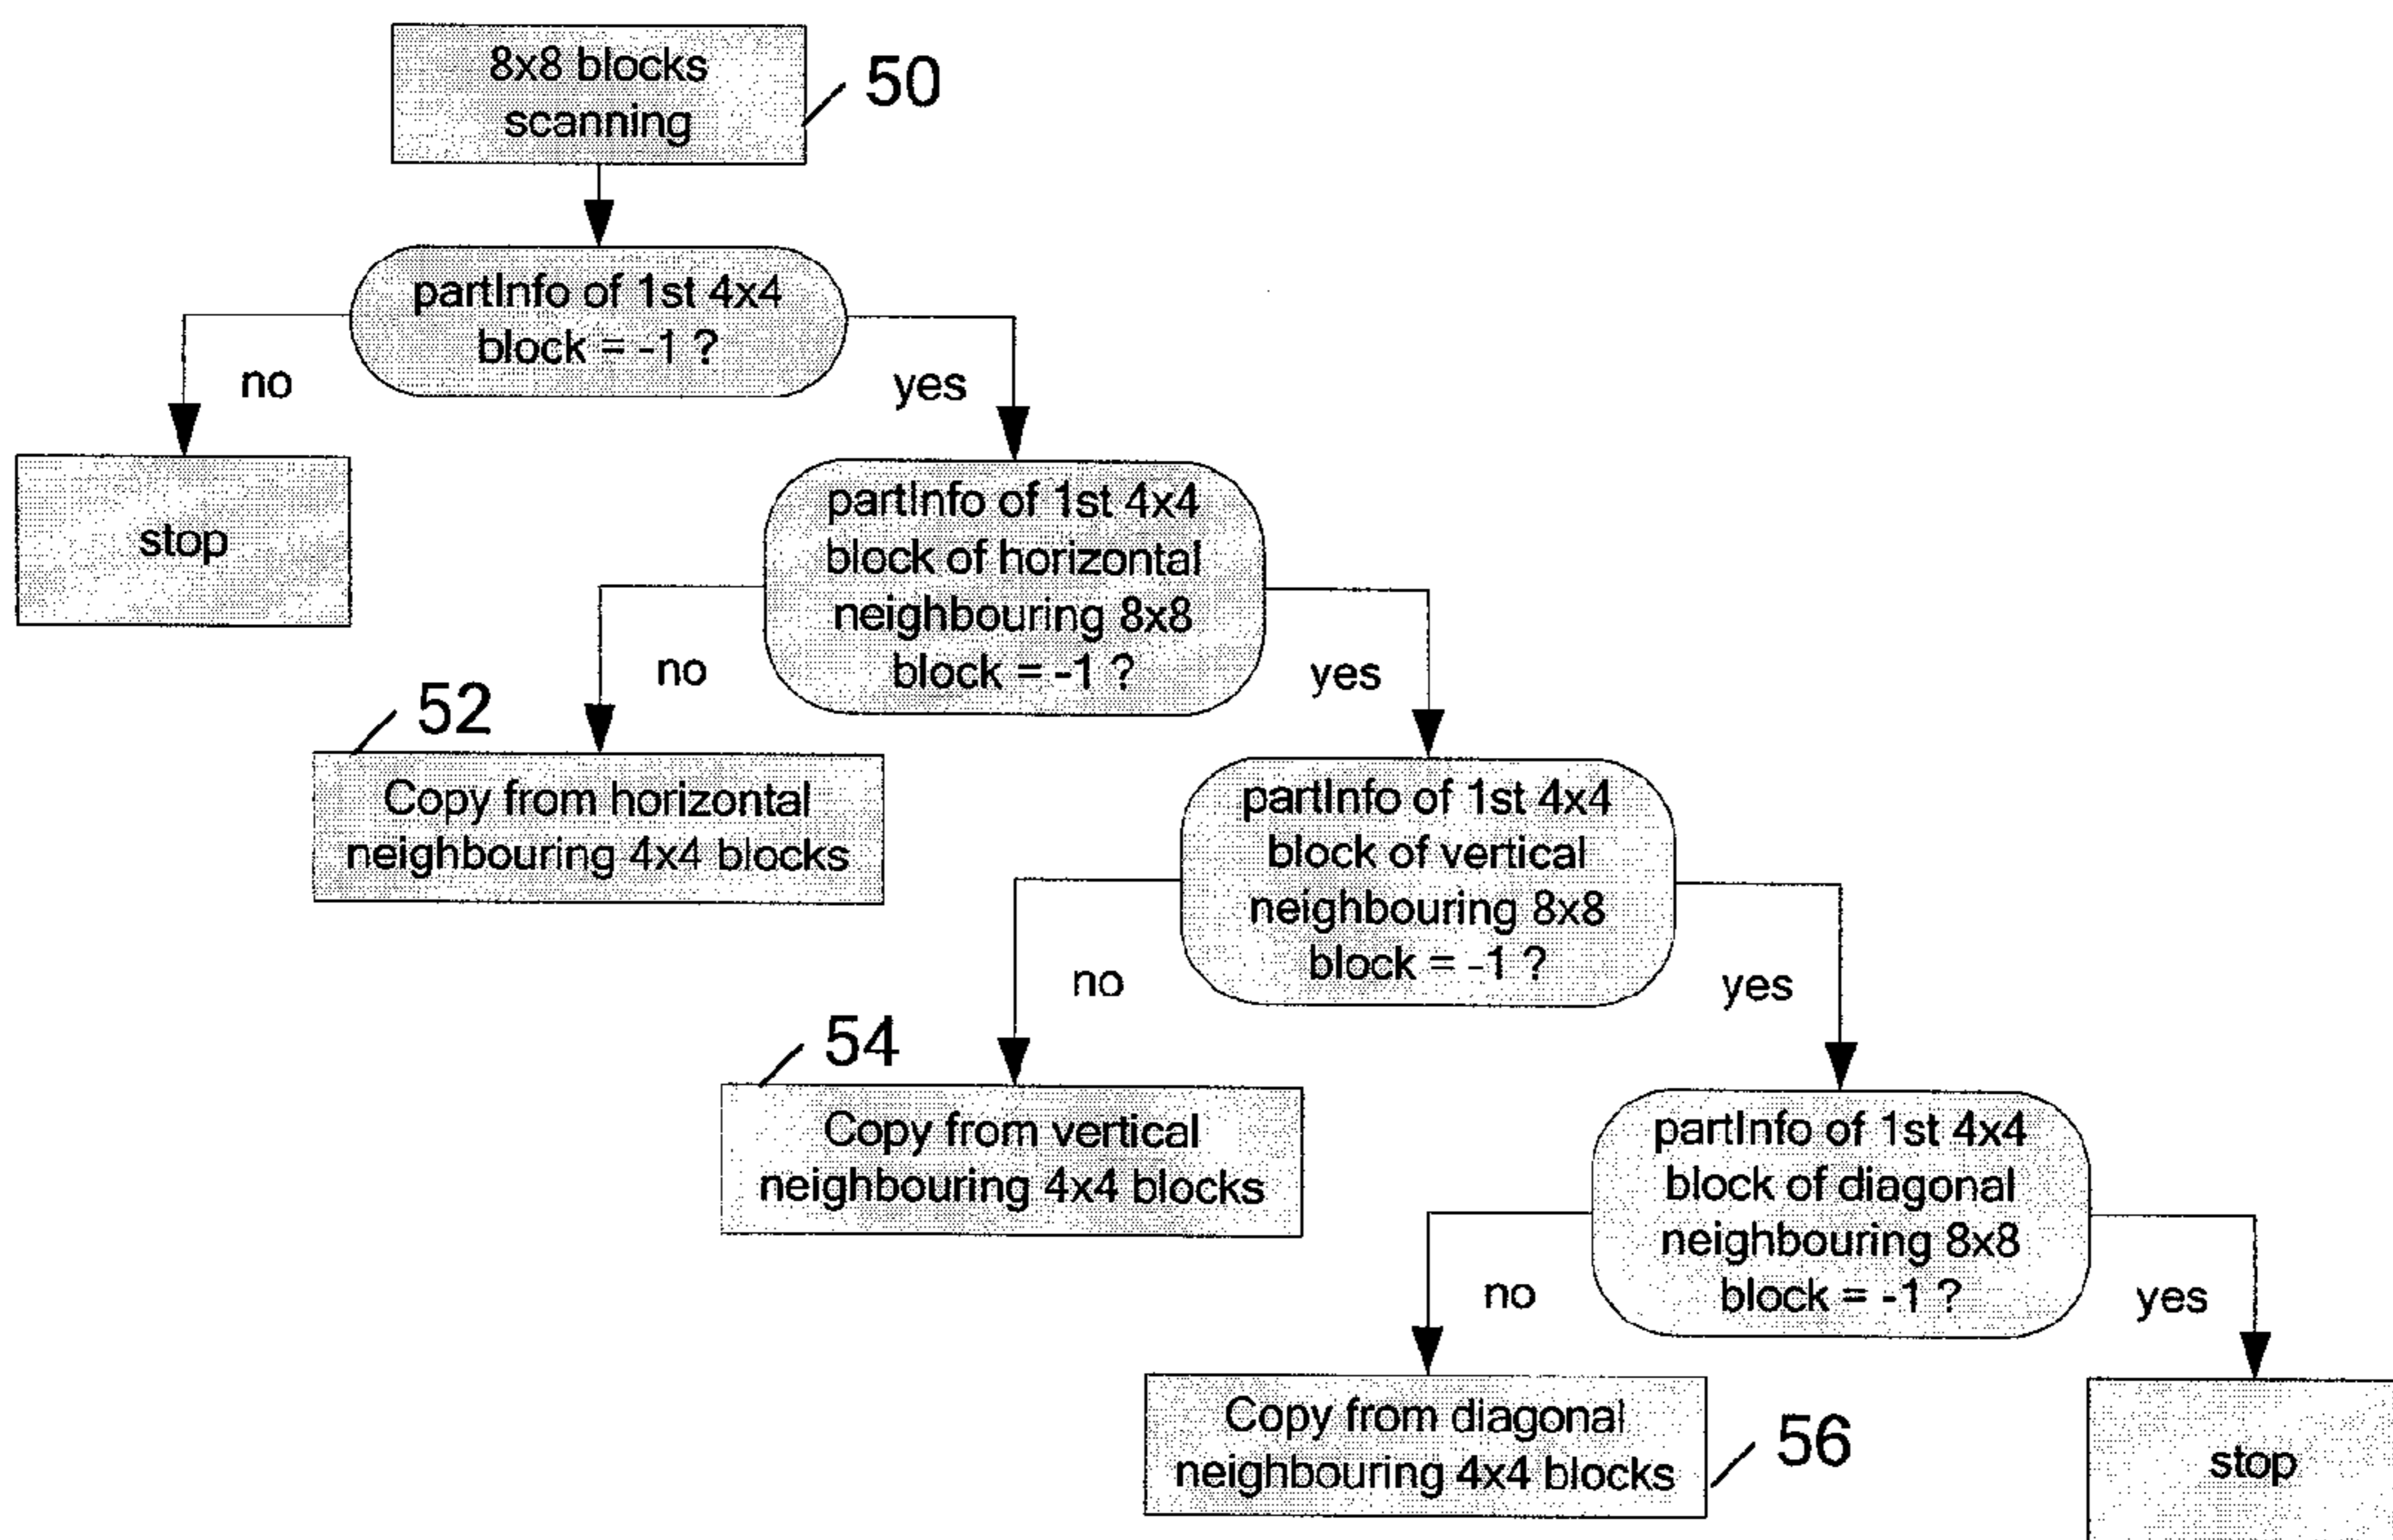 8x8 blocks
scanning
50
partInfo of 1st 4x4
block = -1 ?
no
yes
stop
partInfo of 1st 4x4
block of horizontal
neighbouring 8x8
block = -1 ?
no
yes
52
Copy from horizontal
neighbouring 4x4 blocks
partInfo of 1st 4x4
block of vertical
neighbouring 8x8
block = -1 ?
no
yes
54
Copy from vertical
neighbouring 4x4 blocks
partInfo of 1st 4x4
block of diagonal
neighbouring 8x8
block = -1 ?
no
yes
Copy from diagonal
neighbouring 4x4 blocks
56
stop